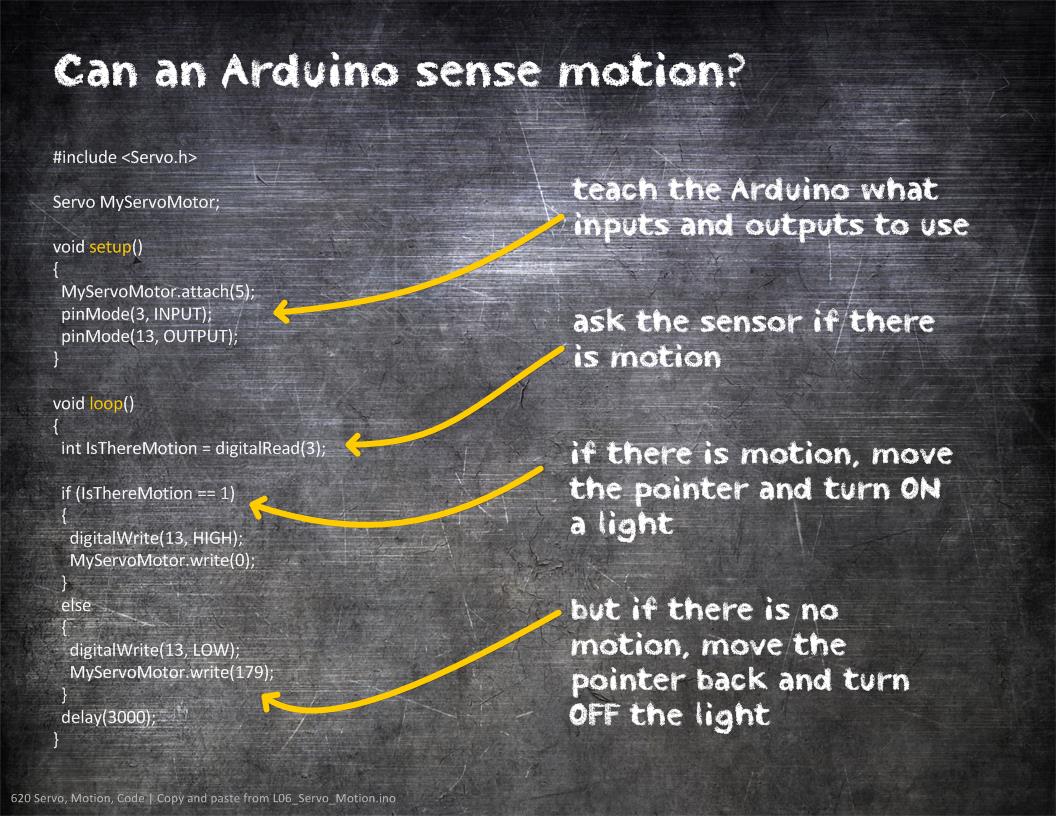 Can an Arduino sense motion?
#include <Servo.h>
Servo MyServoMotor;
void setup()
{
MyServoMotor.attach(5);
pinMode(3, INPUT);
pinMode(13, OUTPUT);
}
void loop()
{
int IsThereMotion = digitalRead(3);
if (IsThereMotion == 1)
{
digitalWrite(13, HIGH);
MyServoMotor.write(0);
}
else
{
digitalWrite(13, LOW);
MyServoMotor.write(179);
}
delay(3000);
}
teach the Arduino what
inputs and outputs to use
ask the sensor if there
is motion
if there is motion, move
the pointer and turn ON
a light
but if there is no
motion, move the
pointer back and turn
OFF the light
620 Servo, Motion, Code | Copy and paste from L06_Servo_Motion.ino